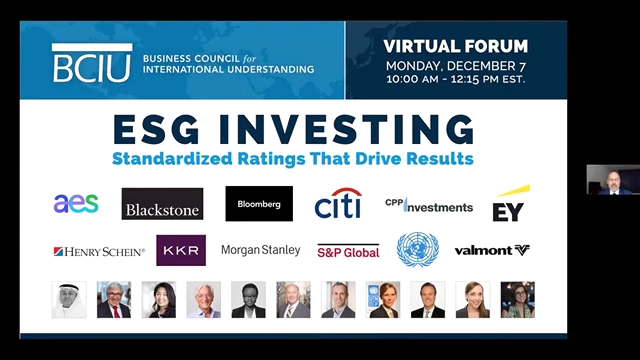 BCIU
BUSINESS COUNCIL for
INTERNATIONAL UNDERSTANDING
VIRTUAL FORUM
MONDAY, DECEMBER 7
10:00 AM - 12:15 PM EST.
ESG INVESTING
Standardized Ratings That Drive Results
aes
Blackstone
Bloomberg
citi
CPP Investments
EY
HENRY SCHEIN®
KKR
Morgan Stanley
S&P Global
valmont